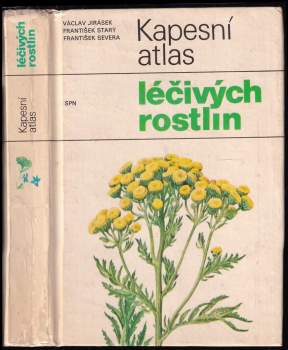 léčivých
rostlin
Kapesní
atlas
VÁCLAV JIRÁSEK
FRANTIŠEK STARÝ
FRANTIŠEK SEVERA
Kapesní
atlas
léčivých
rostlin
SPN